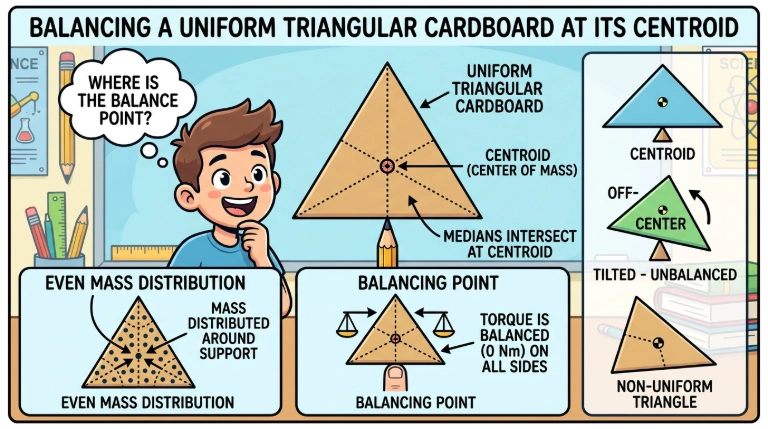 BALANCING A UNIFORM TRIANGULAR CARDBOARD AT ITS CENTROID
NCE
WHERE IS
THE BALANCE
POINT?
UNIFORM
TRIANGULAR
CARDBOARD
CENTROID
(CENTER OF MASS)
MEDIANS INTERSECT
AT CENTROID
SCIE
CENTROID
OFF-
CENTER
TILTED - UNBALANCED
NON-UNIFORM
TRIANGLE
EVEN MASS DISTRIBUTION
MASS
DISTRIBUTED
AROUND
SUPPORT
EVEN MASS DISTRIBUTION
BALANCING POINT
TORQUE IS
BALANCED
(0 Nm) ON
ALL SIDES
BALANCING POINT